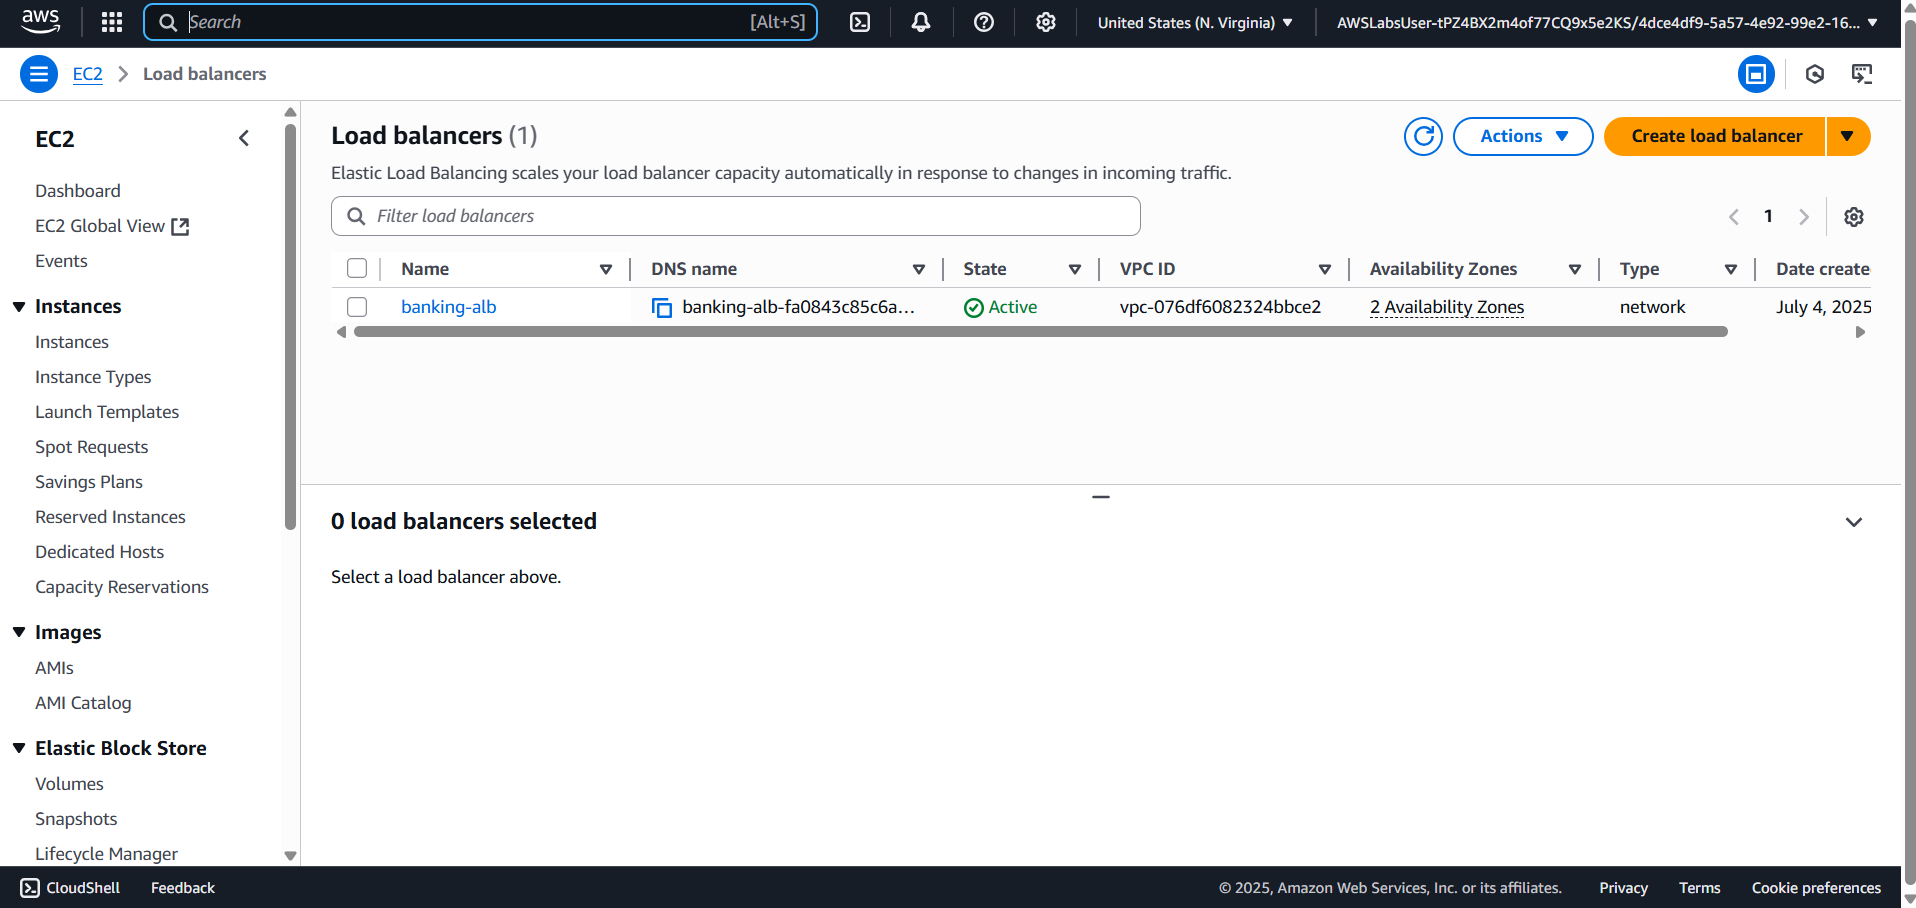 aws
Search [Alt+S]
United States (N. Virginia)
AWSLabsUser-tPZ4BX2m4of77CQ9x5e2KS/4dce4df9-5a57-4e92-99e2-16...
EC2 > Load balancers
EC2
Dashboard
EC2 Global View
Events
Instances
Instances
Instance Types
Launch Templates
Spot Requests
Savings Plans
Reserved Instances
Dedicated Hosts
Capacity Reservations
Images
AMIs
AMI Catalog
Elastic Block Store
Volumes
Snapshots
Lifecycle Manager
Load balancers (1)
Actions
Create load balancer
Elastic Load Balancing scales your load balancer capacity automatically in response to changes in incoming traffic.
Filter load balancers
1
Name DNS name State VPC ID Availability Zones Type Date create
banking-alb banking-alb-fa0843c85c6a... Active vpc-076df6082324bbce2 2 Availability Zones network July 4, 2025
0 load balancers selected
Select a load balancer above.
CloudShell Feedback © 2025, Amazon Web Services, Inc. or its affiliates. Privacy Terms Cookie preferences